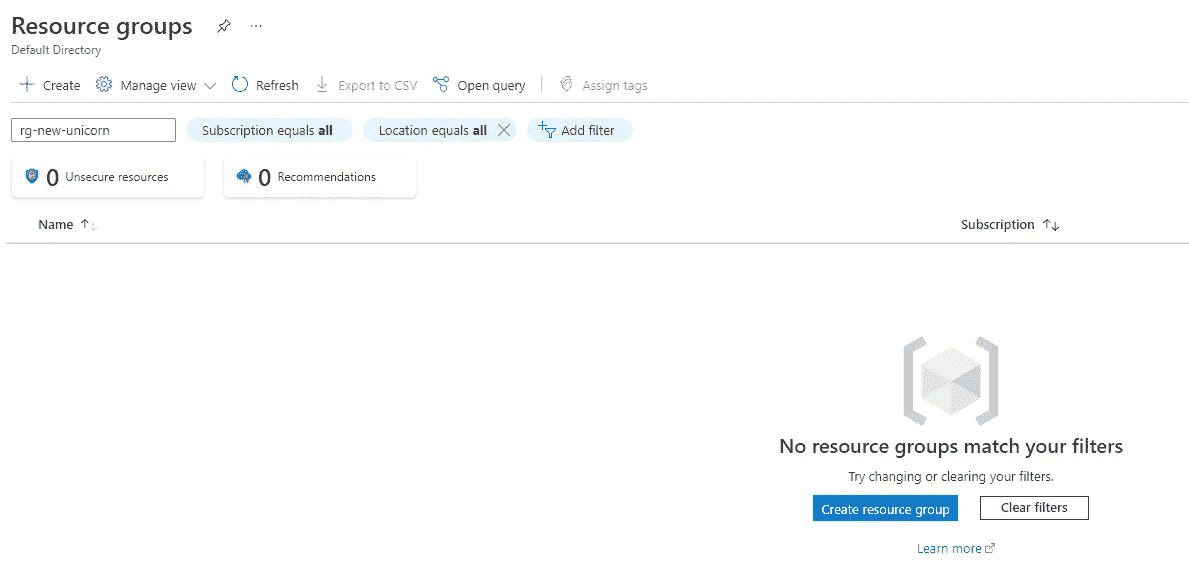 Resource groups
Default Directory
Create Manage view Refresh Export to CSV Open query Assign tags
rg-new-unicorn Subscription equals all Location equals all Add filter
0 Unsecure resources 0 Recommendations
Name Subscription
No resource groups match your filters
Try changing or clearing your filters.
Create resource group Clear filters
Learn more